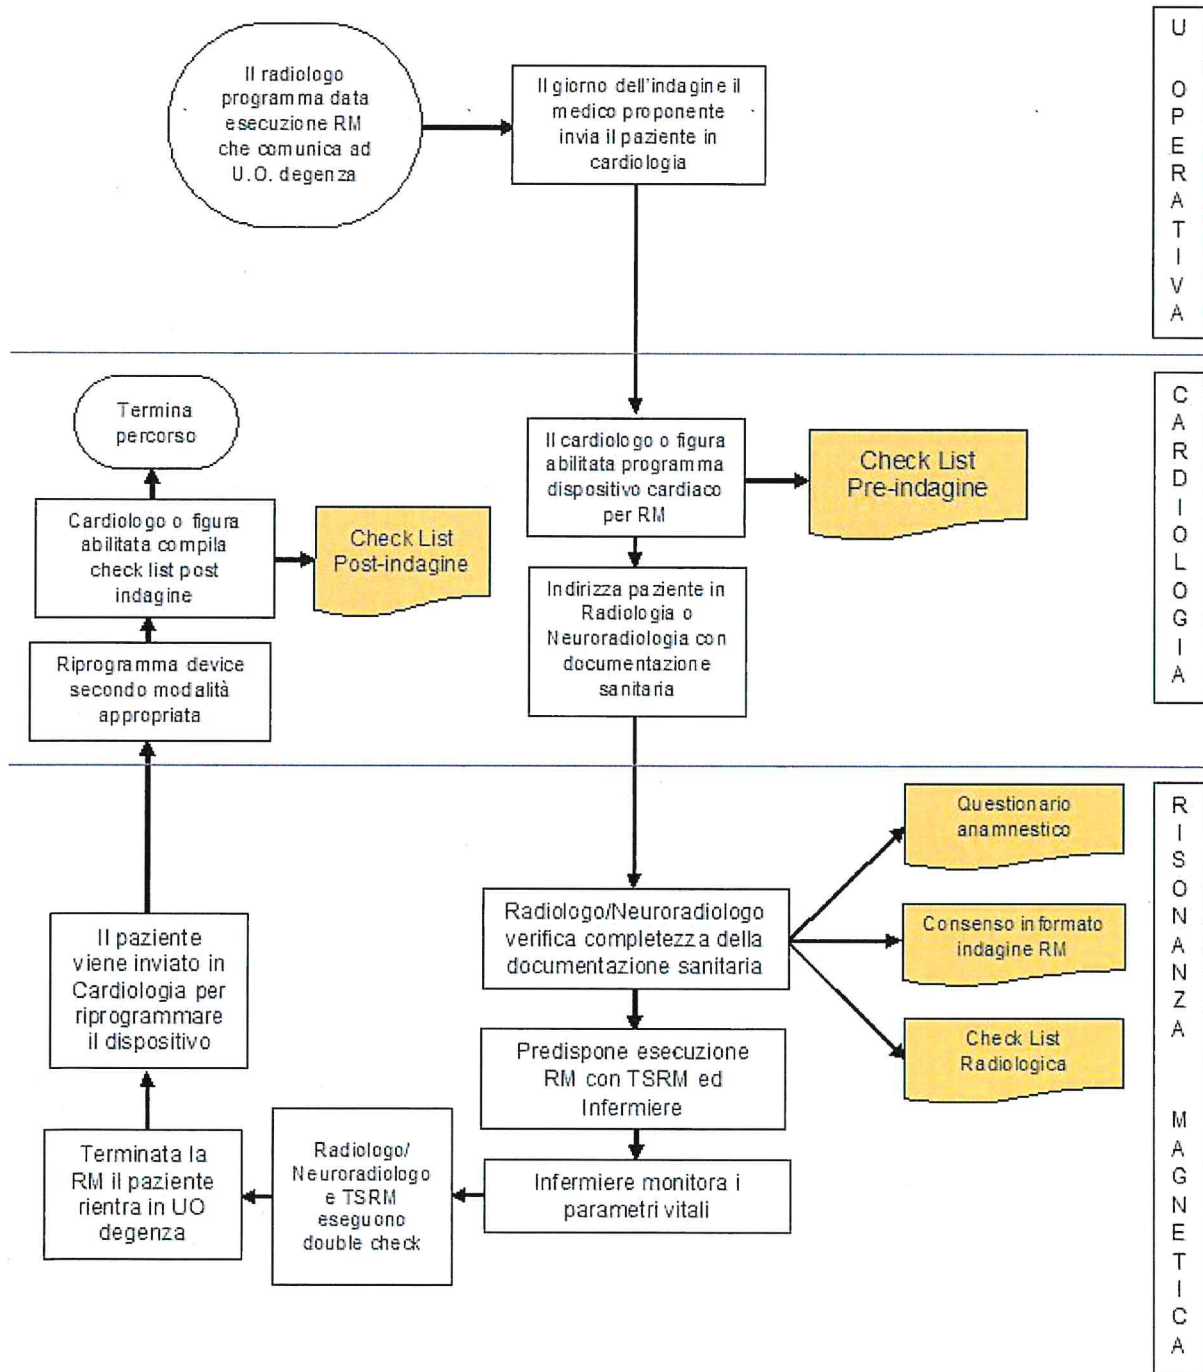 Il radiologo
programma data
esecuzione RM
che comunica ad
U.O. degenza
Il giorno dell'indagine il
medico proponente
invia il paziente in
cardiologia
U OPERATIVA
Termina
percorso
Cardiologo o figura
abilitata compila
check list post
indagine
Check List
Post-indagine
Riprogramma device
secondo modalità
appropriata
Il cardiologo o figura
abilitata programma
dispositivo cardiaco
per RM
Check List
Pre-indagine
Indirizza paziente in
Radiologia o
Neuroradiologia con
documentazione
sanitaria
CARDIOLOGIA
Radiologo/Neuroradiologo
verifica completezza della
documentazione sanitaria
Questionario
anamnestico
Consenso informato
indagine RM
Check List
Radiologica
Predispone esecuzione
RM con TSRM ed
Infermiere
Infermiere monitora i
parametri vitali
Radiologo/
Neuroradiologo
e TSRM
eseguono
double check
Terminata la
RM il paziente
rientra in UO
degenza
Il paziente
viene inviato in
Cardiologia per
riprogrammare
il dispositivo
RISONANZA MAGNETICA